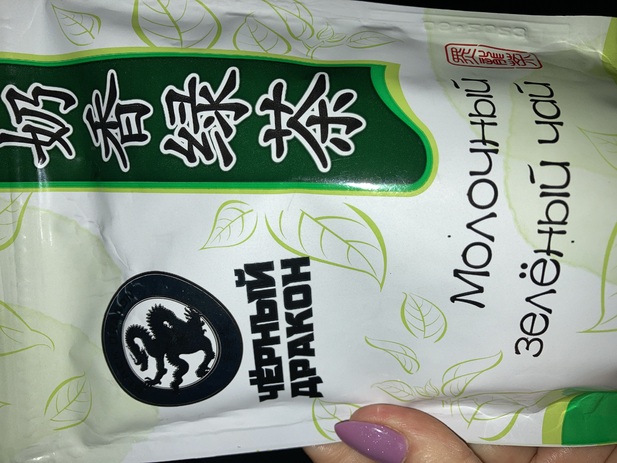 奶香绿茶
Молочный
зелёный чай
ЧЁРНЫЙ
ДРАКОН